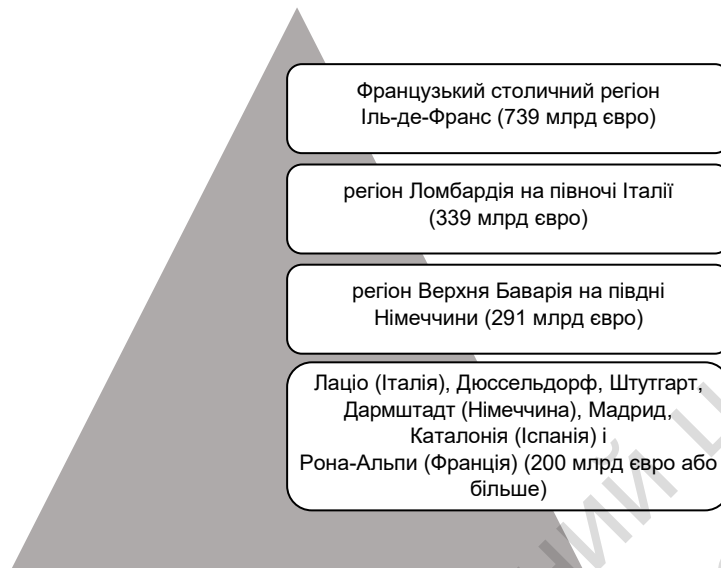 Французький столичний регіон
Іль-де-Франс (739 млрд євро)
регіон Ломбардія на півночі Італії
(339 млрд євро)
регіон Верхня Баварія на півдні
Німеччини (291 млрд євро)
Лаціо (Італія), Дюссельдорф, Штутгарт,
Дармштадт (Німеччина), Мадрид,
Каталонія (Іспанія) і
Рона-Альпи (Франція) (200 млрд євро або
більше)